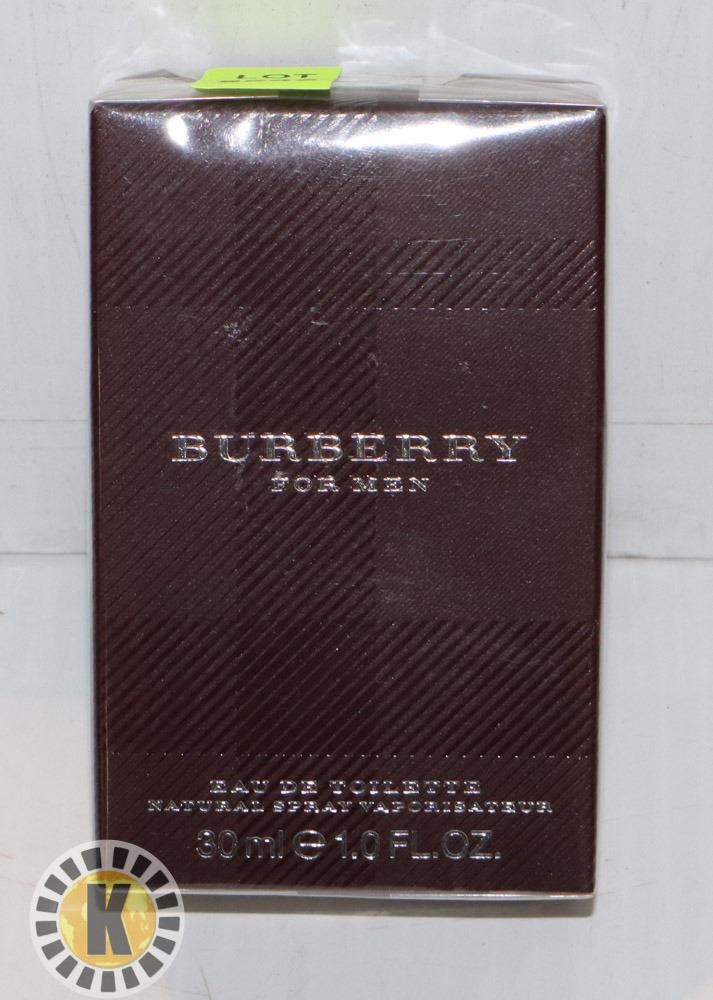 LOT
BURBERRY
FOR MEN
EAU DE TOILETTE
NATURAL SPRAY VAPORISATEUR
30 ml e 1.0 FL.OZ.
K